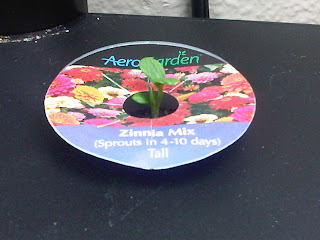 AeroGarden
Zinnia Mix
(Sprouts in 4-10 days)
Tall